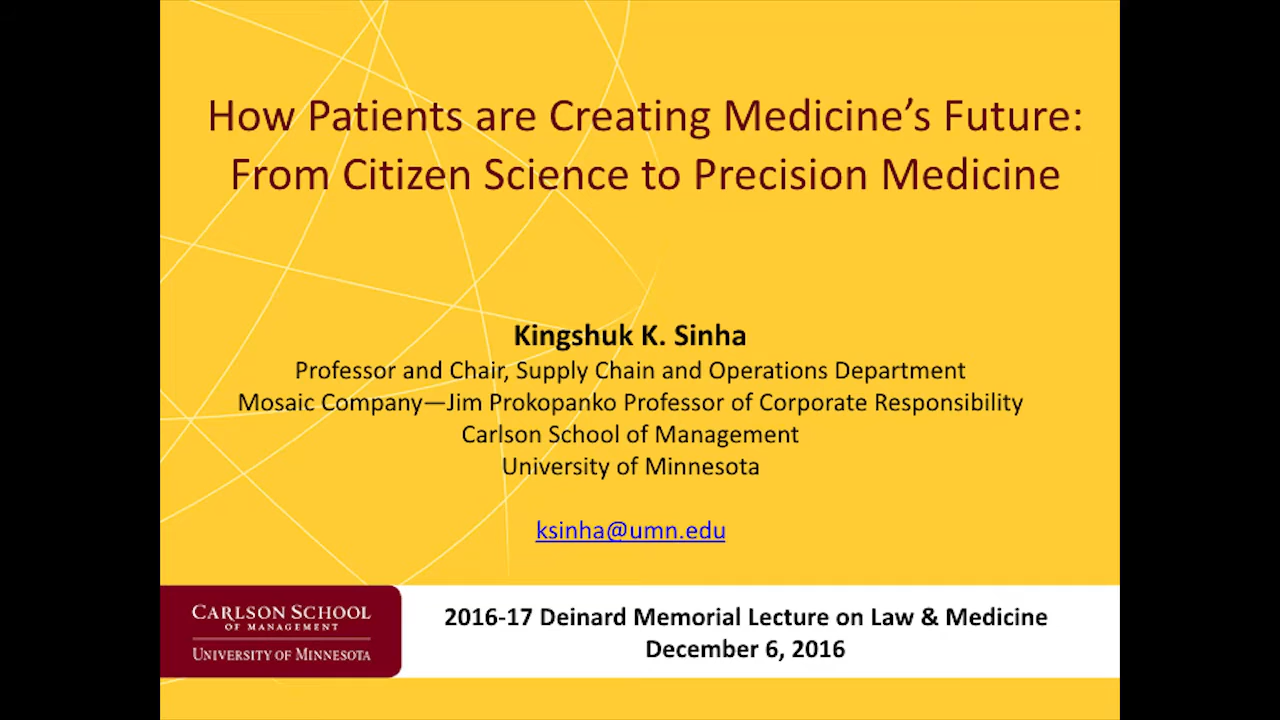 How Patients are Creating Medicine’s Future:
From Citizen Science to Precision Medicine
Kingshuk K. Sinha
Professor and Chair, Supply Chain and Operations Department
Mosaic Company—Jim Prokopanko Professor of Corporate Responsibility
Carlson School of Management
University of Minnesota
ksinha@umn.edu
CARLSON SCHOOL
OF MANAGEMENT
UNIVERSITY OF MINNESOTA
2016-17 Deinard Memorial Lecture on Law & Medicine
December 6, 2016